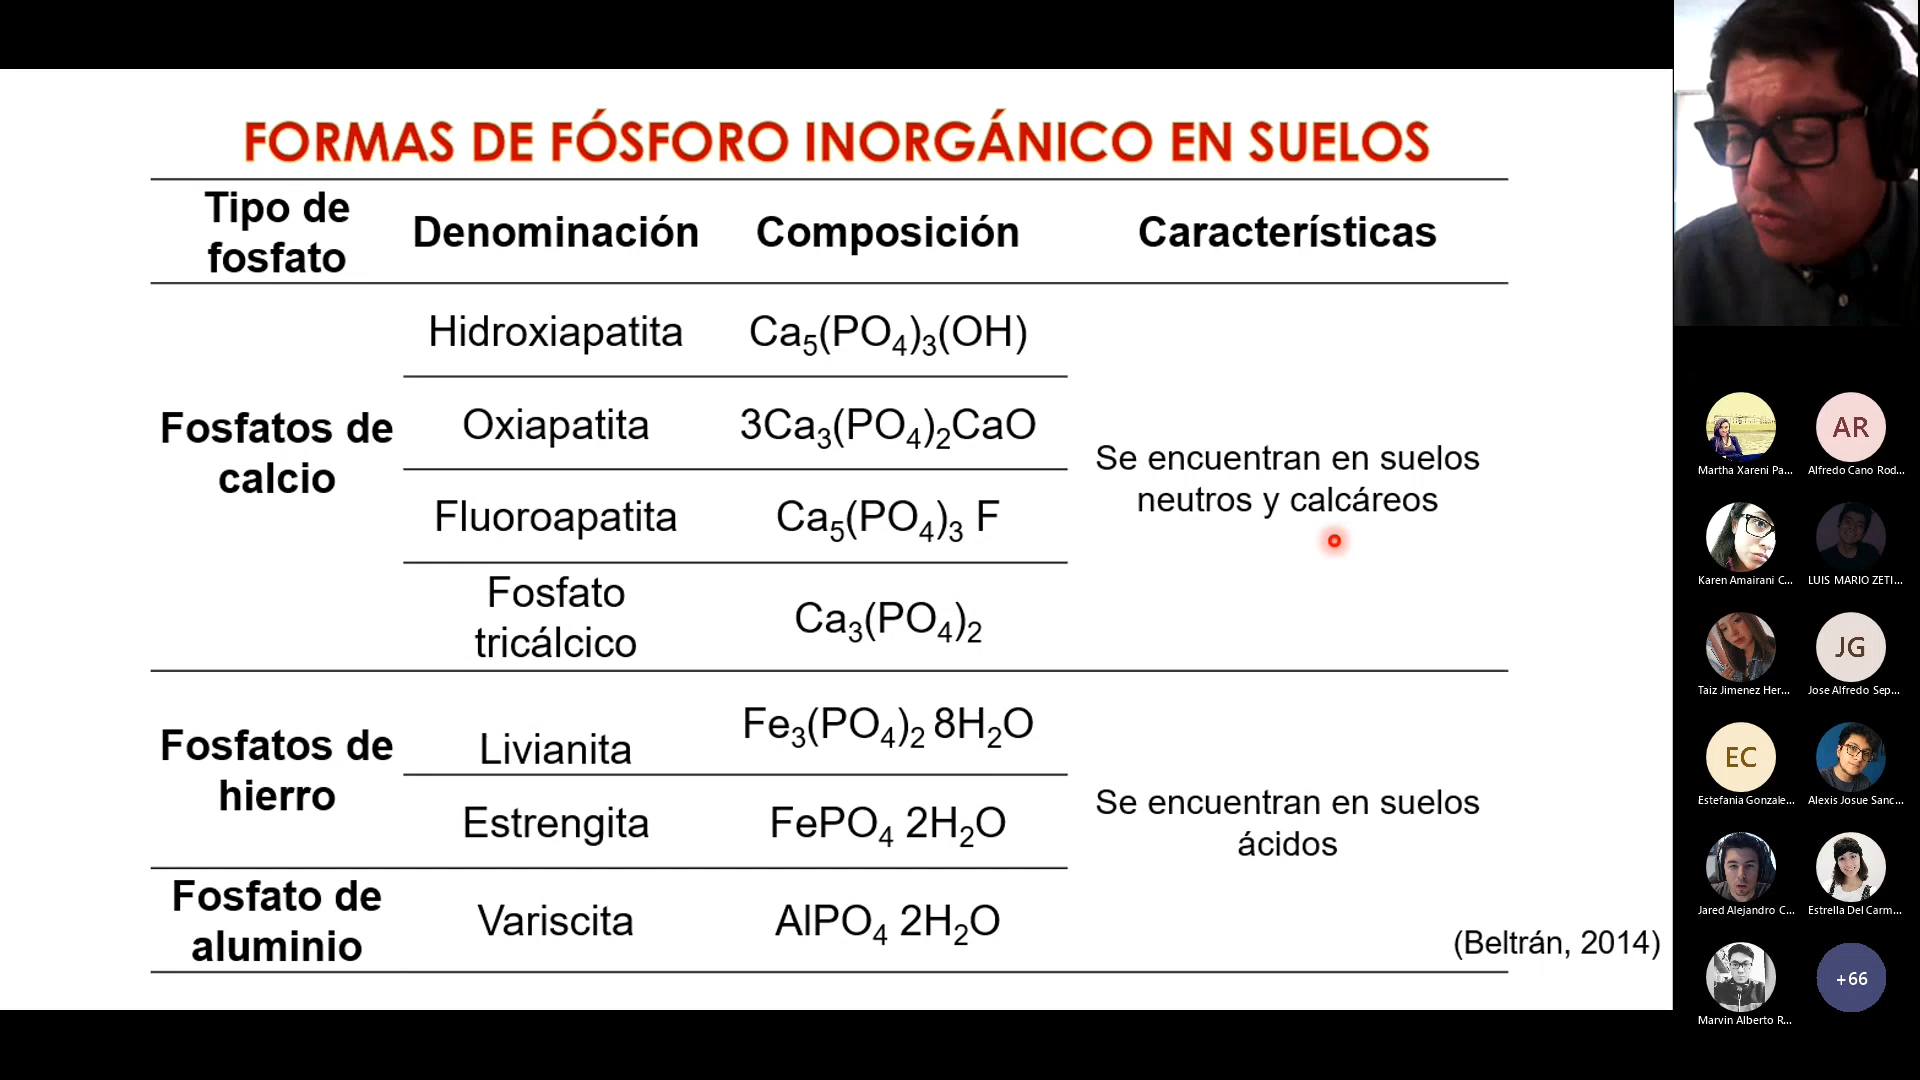 FORMAS DE FÓSFORO INORGÁNICO EN SUELOS
Tipo de
fosfato
Denominación
Composición
Características
Fosfatos de
calcio
Hidroxiapatita
Ca5(PO4)3(OH)
Oxiapatita
3Ca3(PO4)2CaO
Fluoroapatita
Ca5(PO4)3 F
Fosfato
tricálcico
Ca3(PO4)2
Se encuentran en suelos
neutros y calcáreos
Fosfatos de
hierro
Livianita
Fe3(PO4)2 8H2O
Estrengita
FePO4 2H2O
Fosfato de
aluminio
Variscita
AlPO4 2H2O
Se encuentran en suelos
ácidos
(Beltrán, 2014)
Martha Xareni Pa...
AR
Alfredo Cano Rod...
Karen Amairani C...
LUIS MARIO ZETI...
Taiz Jimenez Her...
JG
Jose Alfredo Sep...
EC
Estefania Gonzale...
Alexis Josue Sanc...
Jared Alejandro C...
Estrella Del Carm...
Marvin Alberto R...
+66